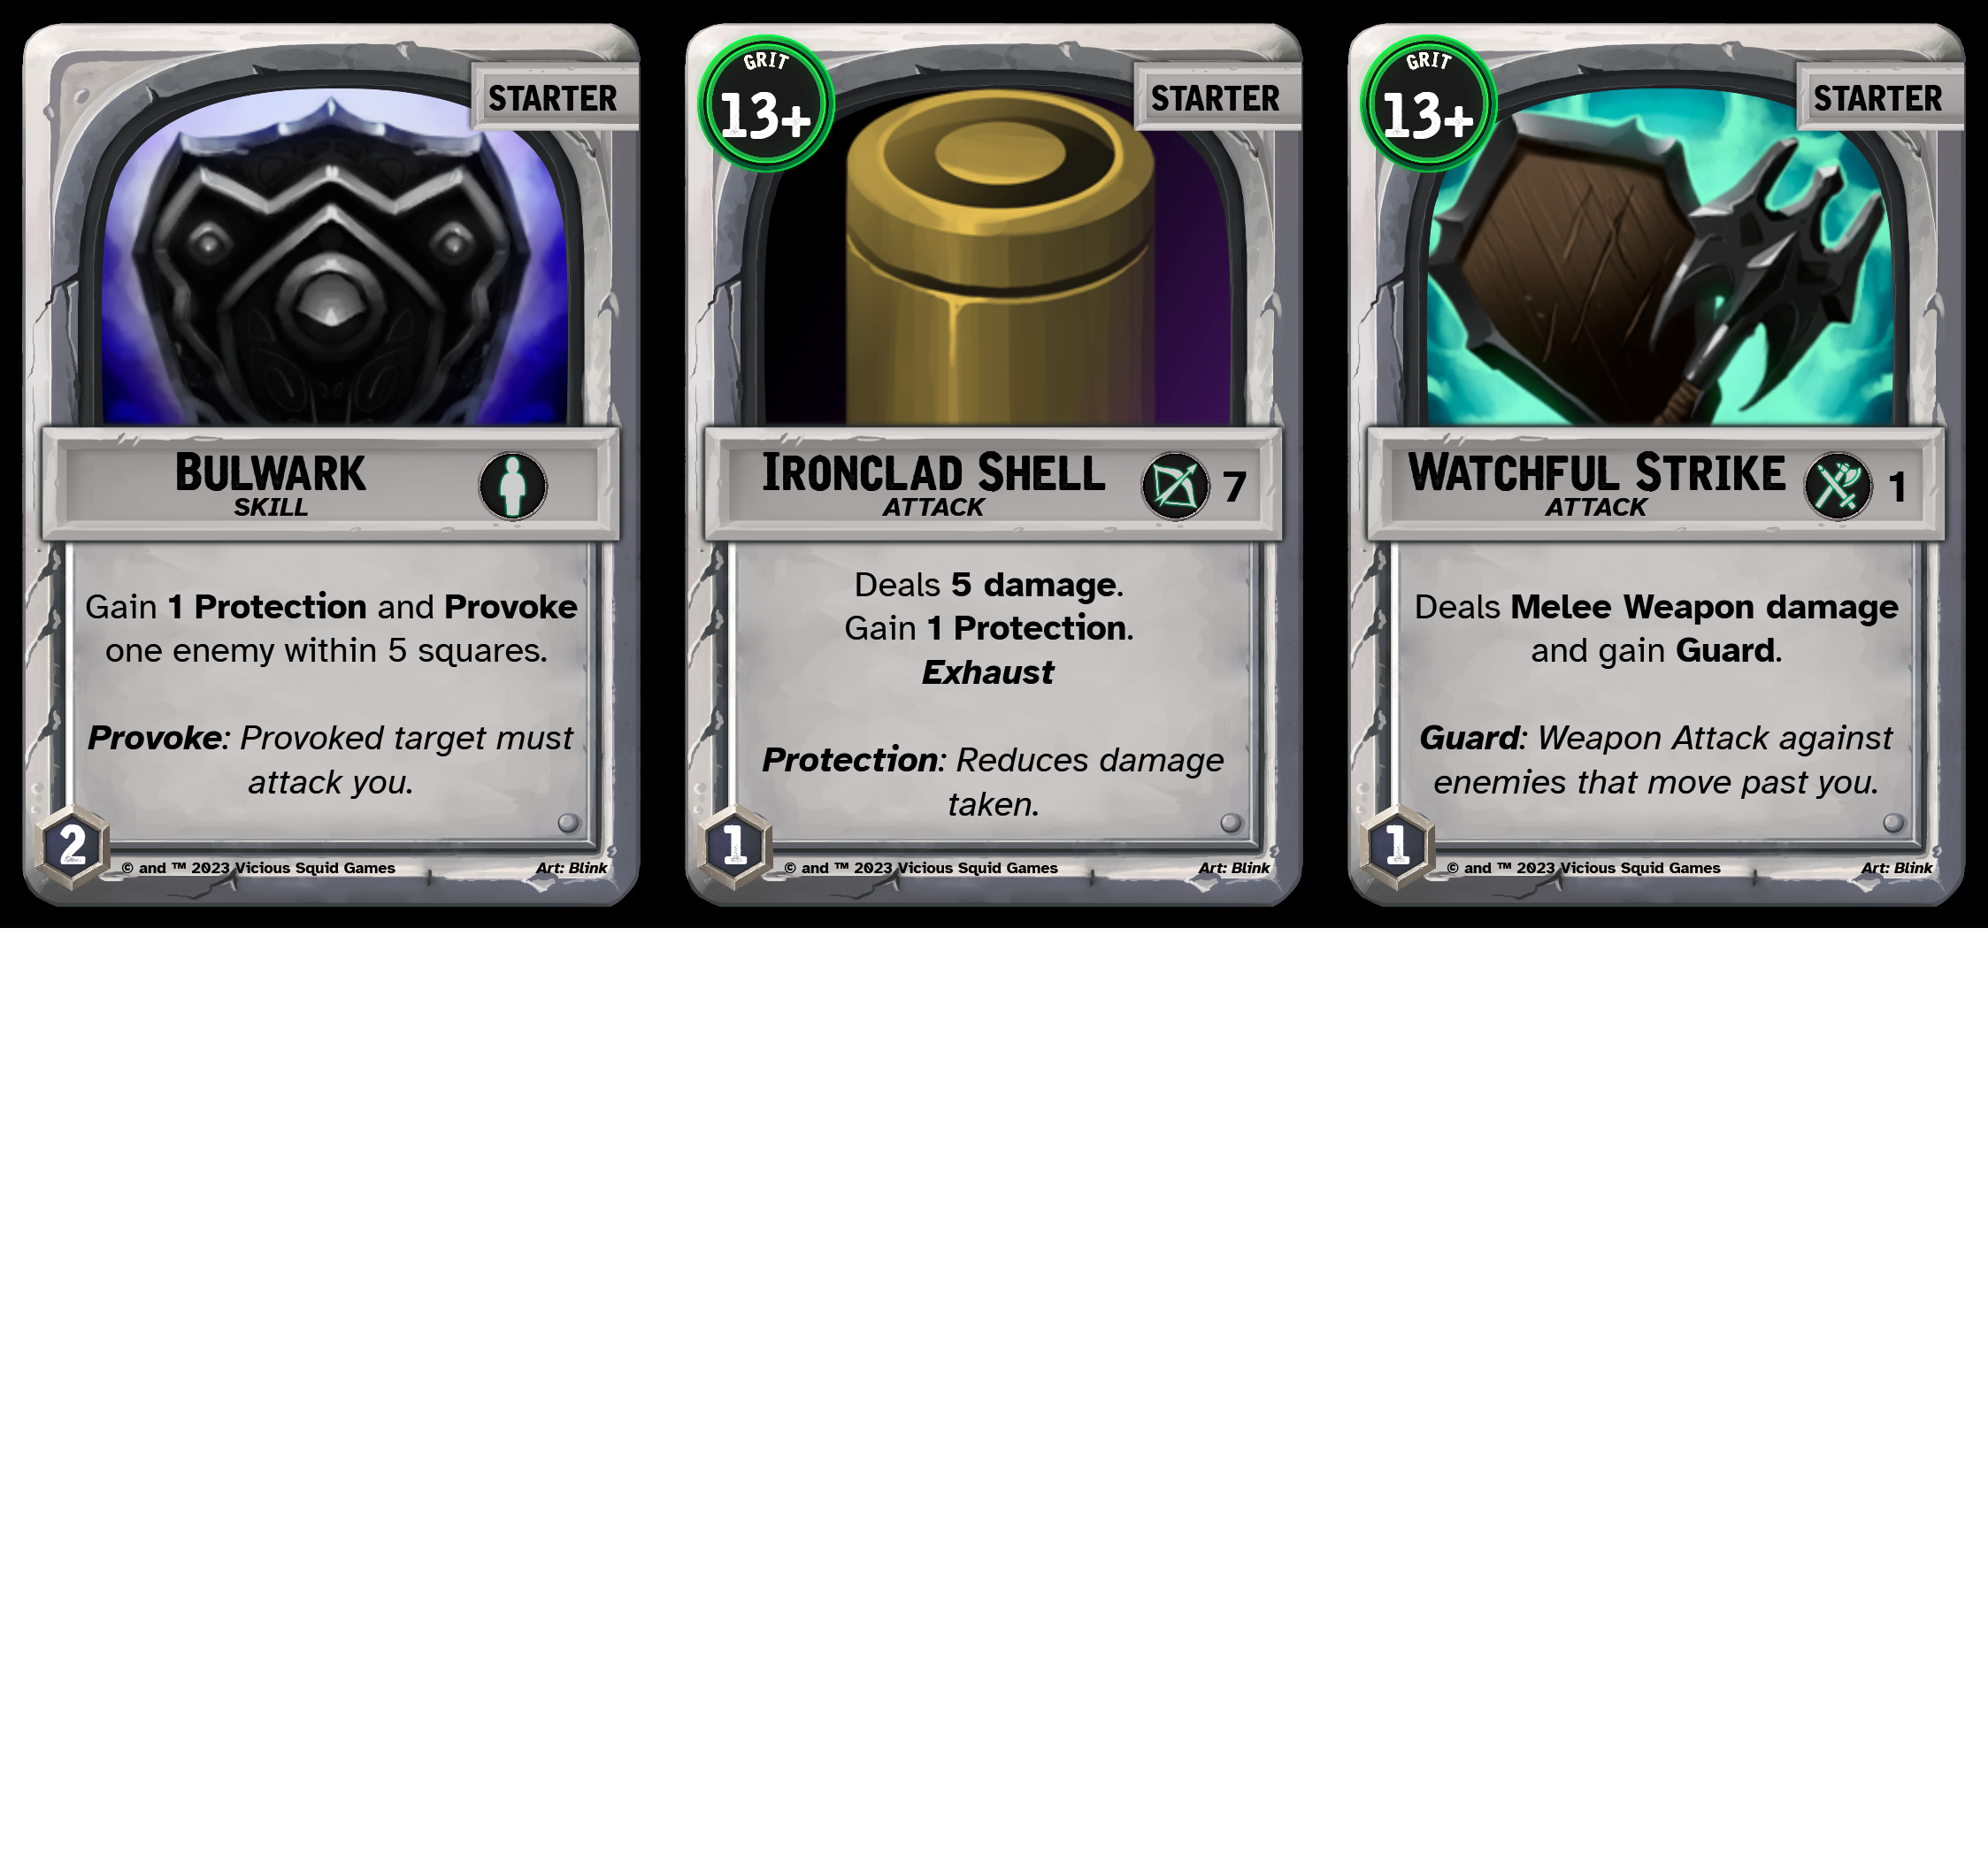 STARTER
BULWARK
SKILL
Gain 1 Protection and Provoke
one enemy within 5 squares.
Provoke: Provoked target must
attack you.
2
© and ™ 2023 Vicious Squid Games
Art: Blink
GRIT
13+
STARTER
IRONCLAD SHELL
ATTACK
7
Deals 5 damage.
Gain 1 Protection.
Exhaust
Protection: Reduces damage
taken.
1
© and ™ 2023 Vicious Squid Games
Art: Blink
GRIT
13+
STARTER
WATCHFUL STRIKE
ATTACK
1
Deals Melee Weapon damage
and gain Guard.
Guard: Weapon Attack against
enemies that move past you.
1
© and ™ 2023 Vicious Squid Games
Art: Blink